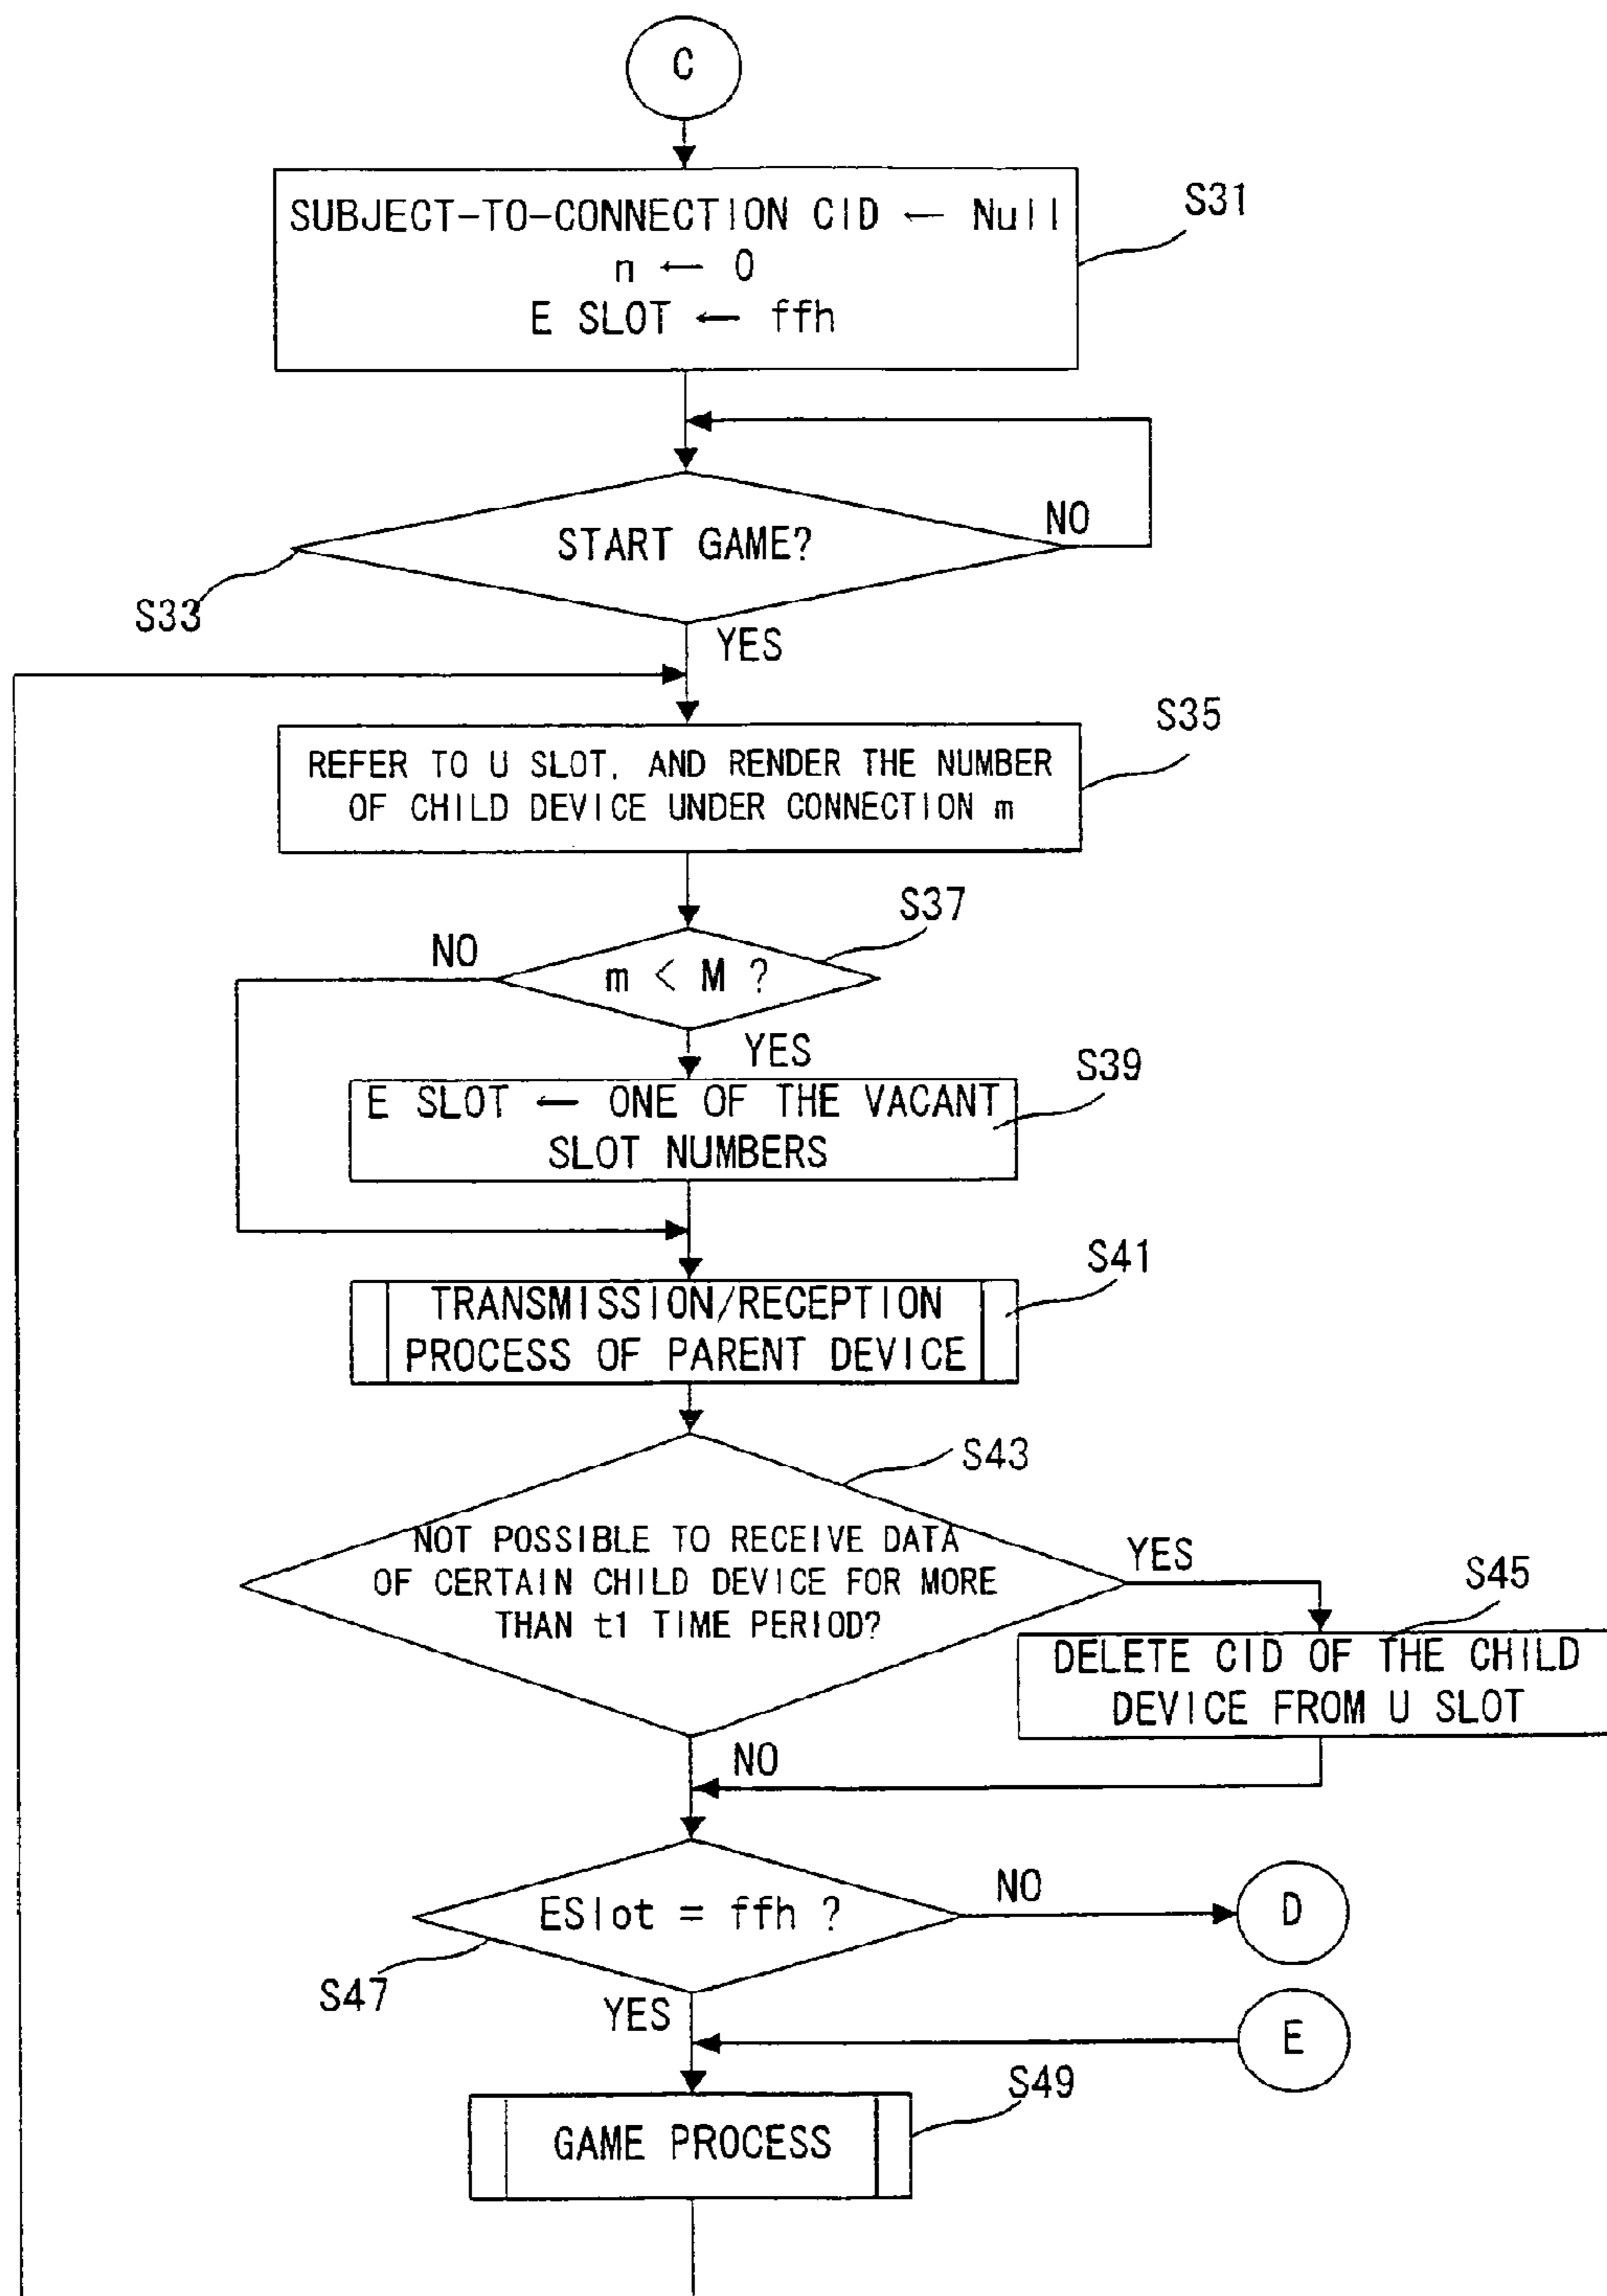 C
SUBJECT-TO-CONNECTION CID ← Null
n ← 0
E SLOT ← ffh
S31
START GAME?
NO
S33
YES
S35
REFER TO U SLOT, AND RENDER THE NUMBER
OF CHILD DEVICE UNDER CONNECTION m
S37
NO
m < M ?
YES
S39
E SLOT ← ONE OF THE VACANT
SLOT NUMBERS
S41
TRANSMISSION/RECEPTION
PROCESS OF PARENT DEVICE
S43
NOT POSSIBLE TO RECEIVE DATA
OF CERTAIN CHILD DEVICE FOR MORE
THAN t1 TIME PERIOD?
YES
S45
DELETE CID OF THE CHILD
DEVICE FROM U SLOT
NO
ESlot = ffh ?
NO
D
S47
YES
E
S49
GAME PROCESS